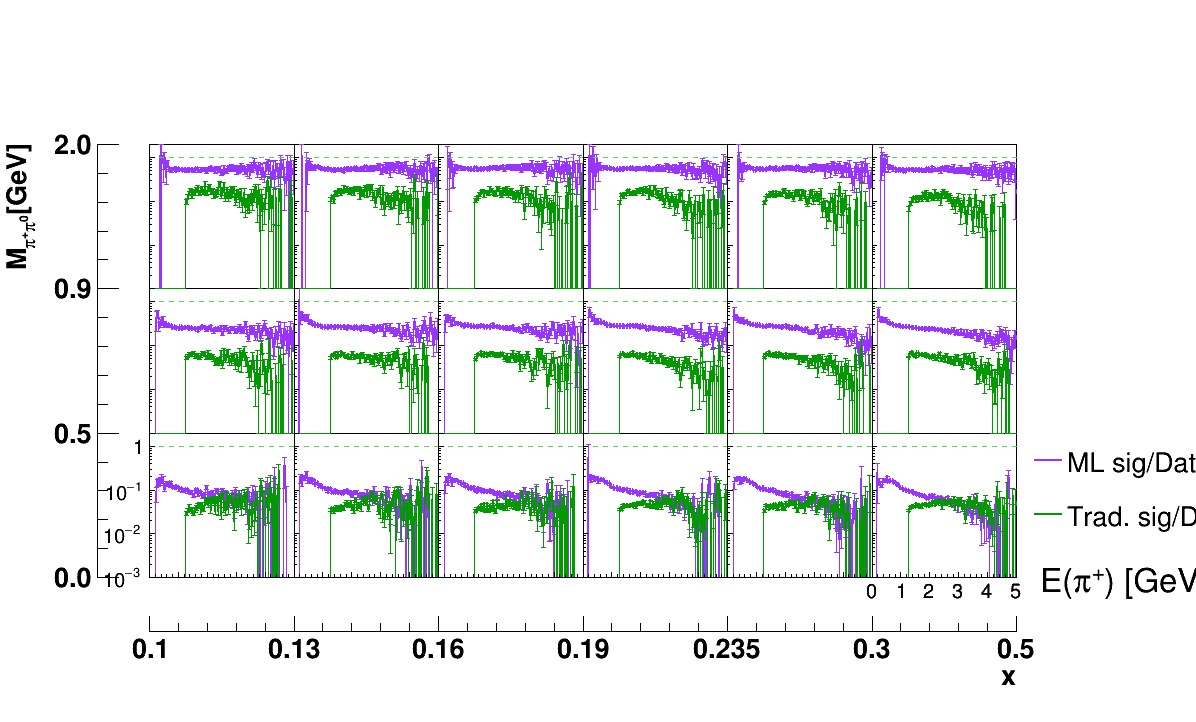 2.0
M π⁺π⁰ [GeV]
0.9
0.5
1
10⁻¹
10⁻²
10⁻³
0.0
ML sig/Dat
Trad. sig/D
E(π⁺) [GeV
0 1 2 3 4 5
0.1 0.13 0.16 0.19 0.235 0.3 0.5
x